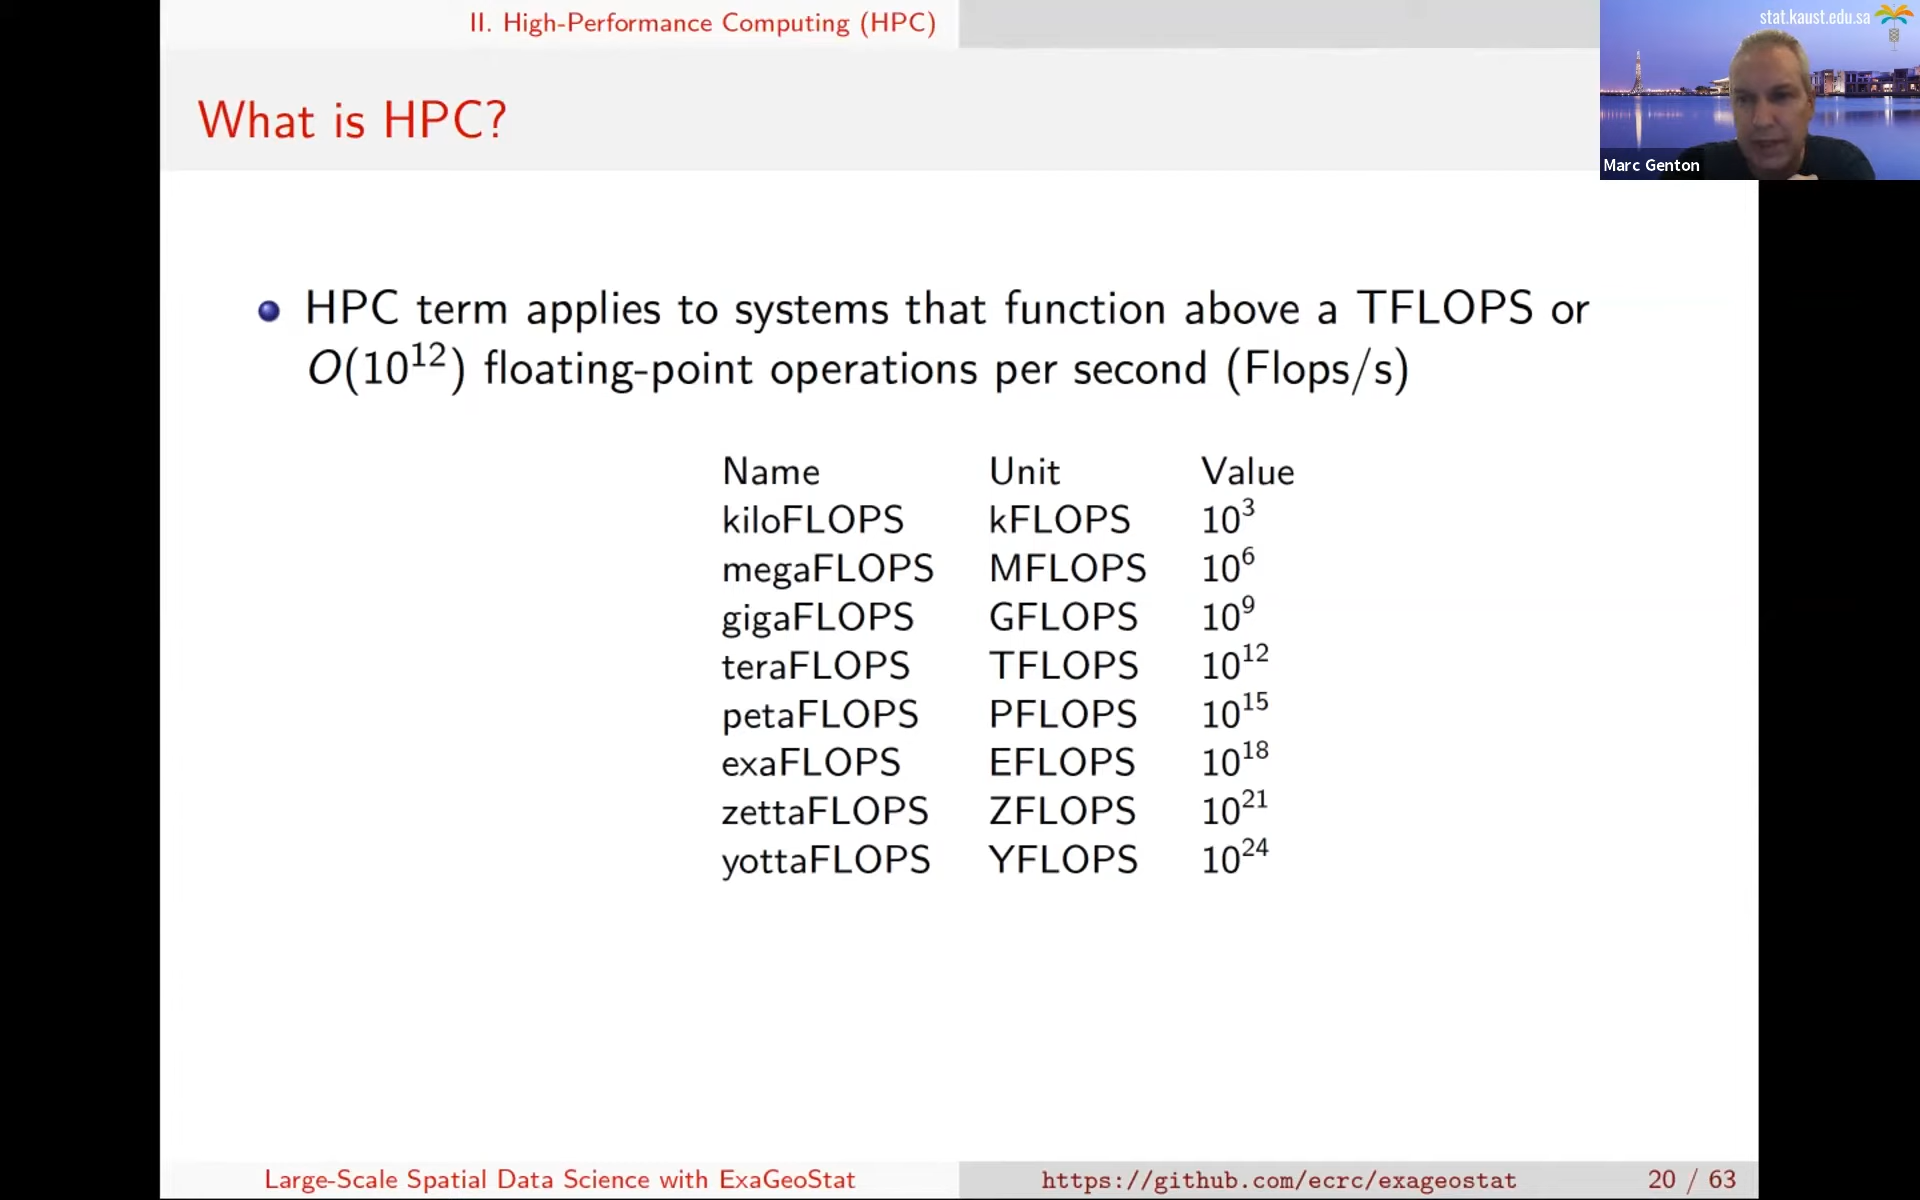 II. High-Performance Computing (HPC)
stat.kaust.edu.sa
What is HPC?
Marc Genton
HPC term applies to systems that function above a TFLOPS or
O(10^12) floating-point operations per second (Flops/s)
Name Unit Value
kiloFLOPS kFLOPS 10^3
megaFLOPS MFLOPS 10^6
gigaFLOPS GFLOPS 10^9
teraFLOPS TFLOPS 10^12
petaFLOPS PFLOPS 10^15
exaFLOPS EFLOPS 10^18
zettaFLOPS ZFLOPS 10^21
yottaFLOPS YFLOPS 10^24
Large-Scale Spatial Data Science with ExaGeoStat https://github.com/ecrc/exageostat 20 / 63